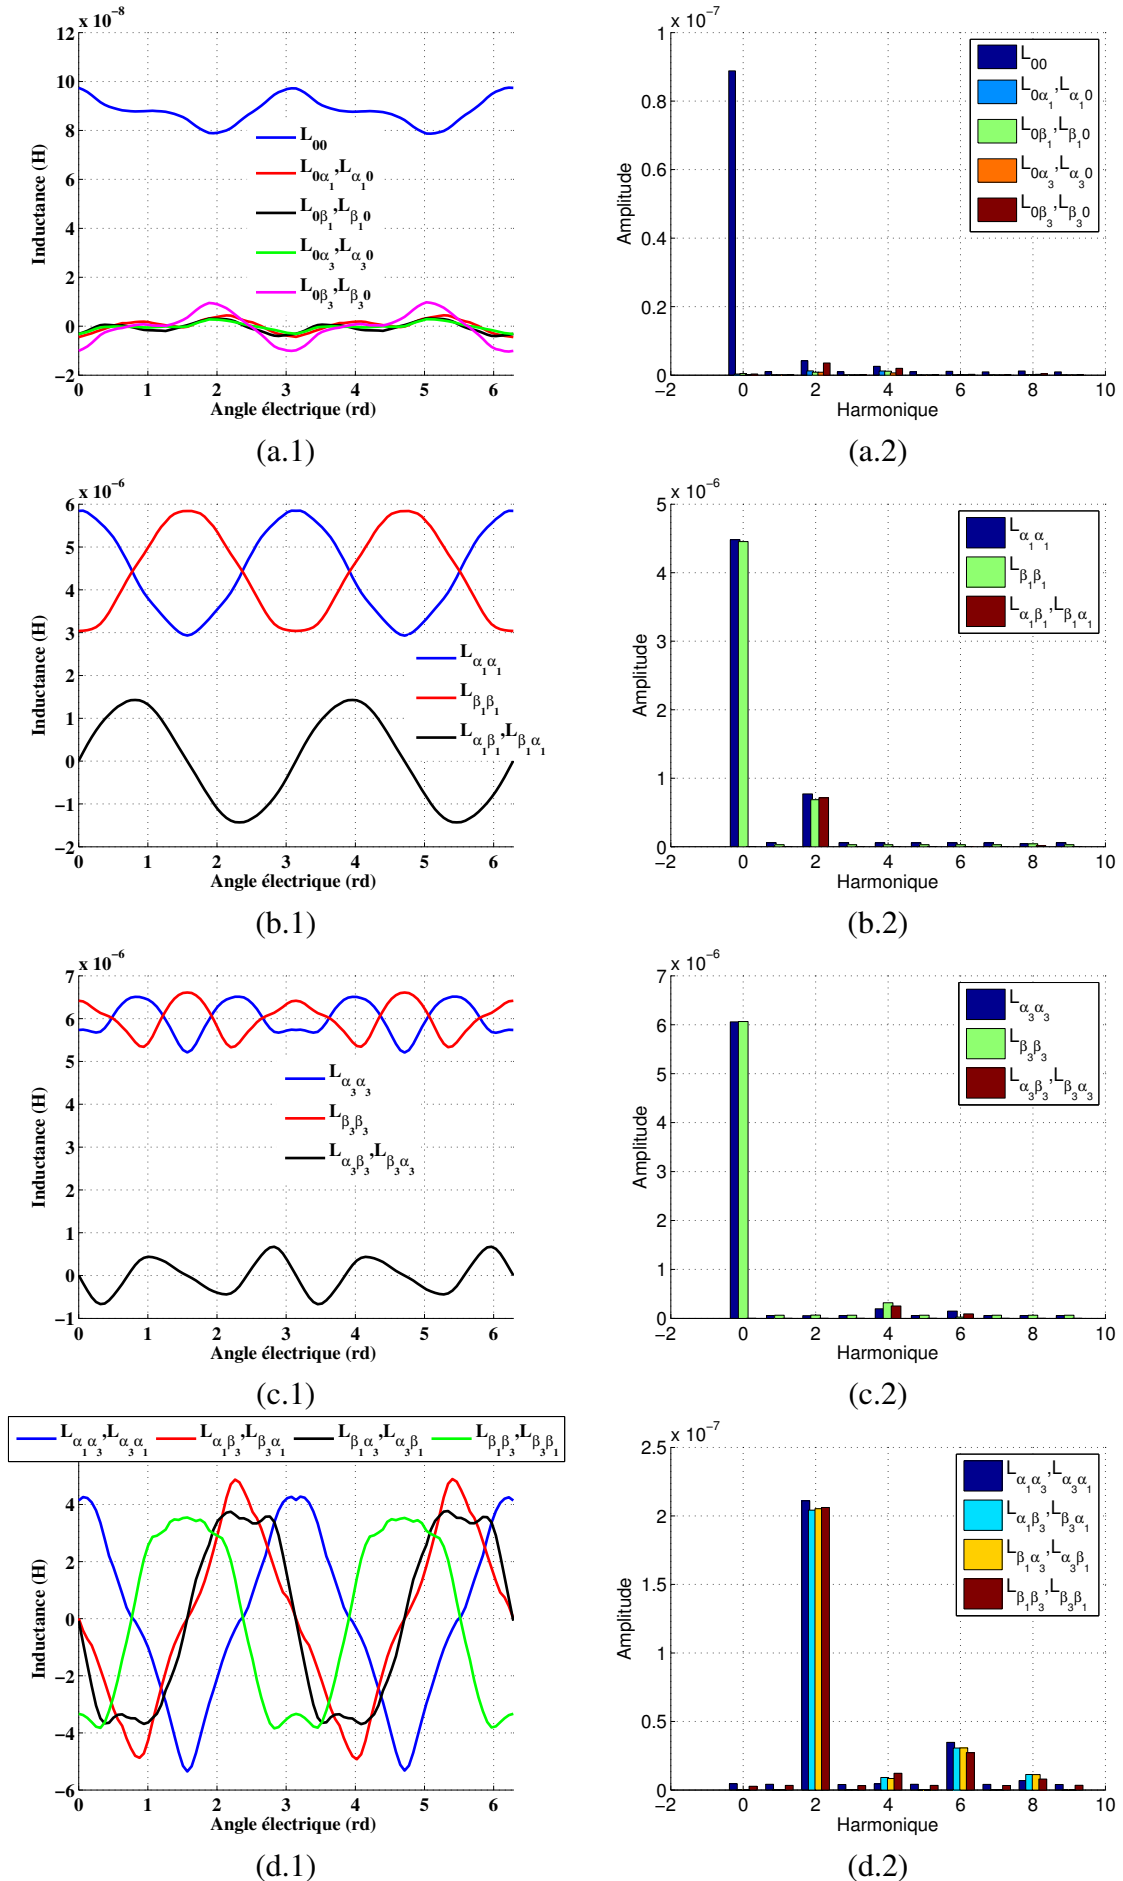 x 10⁻⁸
12
10
8
6
4
2
0
−2
0 1 2 3 4 5 6
Inductance (H)
Angle électrique (rd)
L₀₀
L₀α₁,Lα₁₀
L₀β₁,Lβ₁₀
L₀α₃,Lα₃₀
L₀β₃,Lβ₃₀
(a.1)
x 10⁻⁷
1
0.8
0.6
0.4
0.2
0
−2 0 2 4 6 8 10
Amplitude
Harmonique
L₀₀
L₀α₁,Lα₁₀
L₀β₁,Lβ₁₀
L₀α₃,Lα₃₀
L₀β₃,Lβ₃₀
(a.2)
x 10⁻⁶
6
5
4
3
2
1
0
−1
−2
0 1 2 3 4 5 6
Inductance (H)
Angle électrique (rd)
Lα₁α₁
Lβ₁β₁
Lα₁β₁,Lβ₁α₁
(b.1)
x 10⁻⁶
5
4
3
2
1
0
−2 0 2 4 6 8 10
Amplitude
Harmonique
Lα₁α₁
Lβ₁β₁
Lα₁β₁,Lβ₁α₁
(b.2)
x 10⁻⁶
7
6
5
4
3
2
1
0
−1
0 1 2 3 4 5 6
Inductance (H)
Angle électrique (rd)
Lα₃α₃
Lβ₃β₃
Lα₃β₃,Lβ₃α₃
(c.1)
x 10⁻⁶
7
6
5
4
3
2
1
0
−2 0 2 4 6 8 10
Amplitude
Harmonique
Lα₃α₃
Lβ₃β₃
Lα₃β₃,Lβ₃α₃
(c.2)
Lα₁α₃,Lα₃α₁ Lα₁β₃,Lβ₃α₁ Lβ₁α₃,Lα₃β₁ Lβ₁β₃,Lβ₃β₁
4
2
0
−2
−4
−6
0 1 2 3 4 5 6
Inductance (H)
Angle électrique (rd)
(d.1)
x 10⁻⁷
2.5
2
1.5
1
0.5
0
−2 0 2 4 6 8 10
Amplitude
Harmonique
Lα₁α₃,Lα₃α₁
Lα₁β₃,Lβ₃α₁
Lβ₁α₃,Lα₃β₁
Lβ₁β₃,Lβ₃β₁
(d.2)